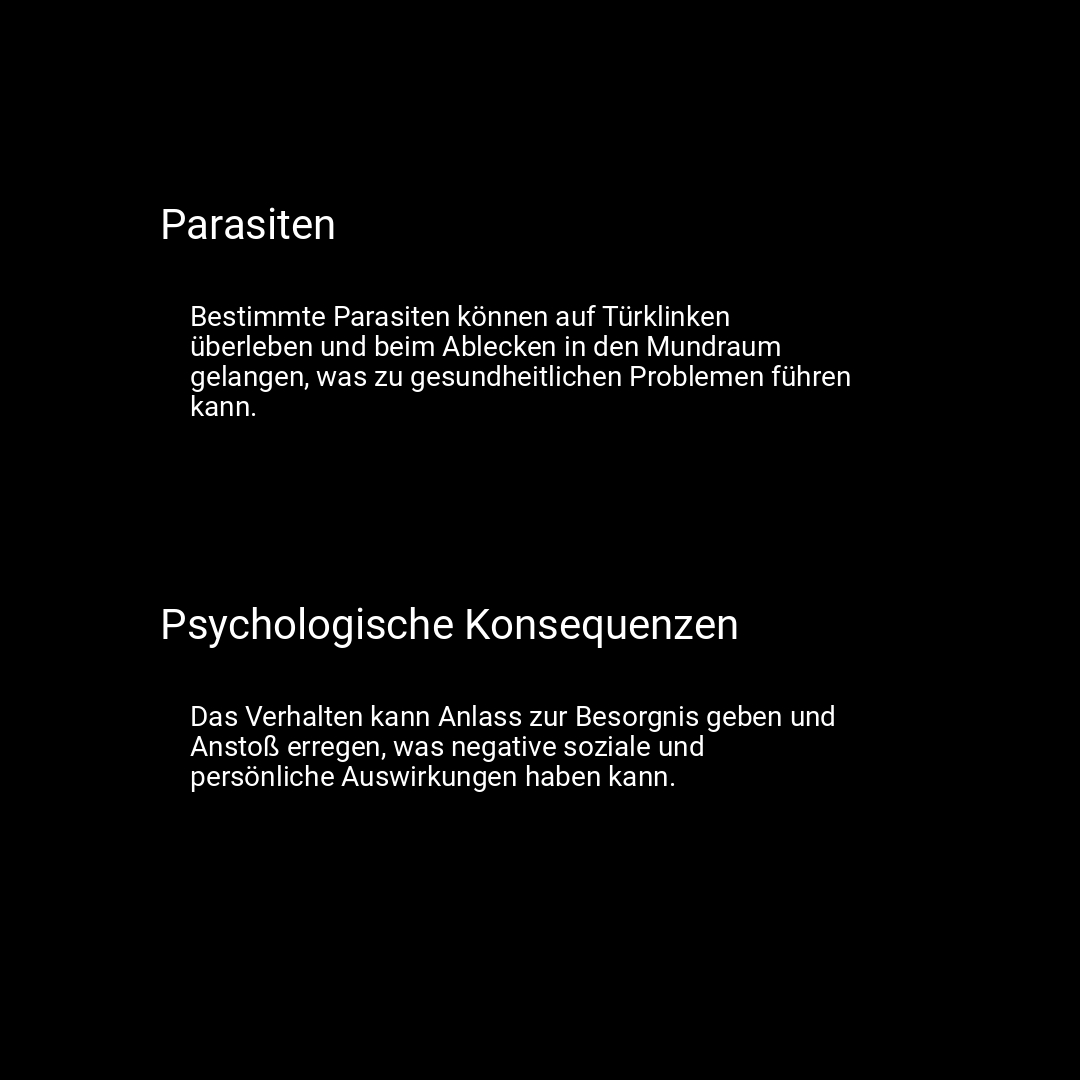 Parasiten
Bestimmte Parasiten können auf Türklinken
überleben und beim Ablecken in den Mundraum
gelangen, was zu gesundheitlichen Problemen führen
kann.
Psychologische Konsequenzen
Das Verhalten kann Anlass zur Besorgnis geben und
Anstoß erregen, was negative soziale und
persönliche Auswirkungen haben kann.